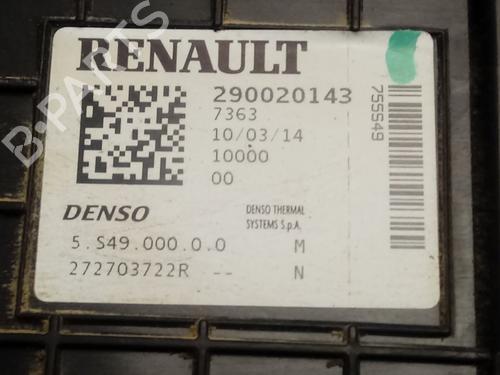 RENAULT
290020143
7363
10/03/14
10000
00
755S49
DENSO
DENSO THERMAL
SYSTEMS S.p.A.
5.S49.000.0.0 M
272703722R -- N
B-PARTS